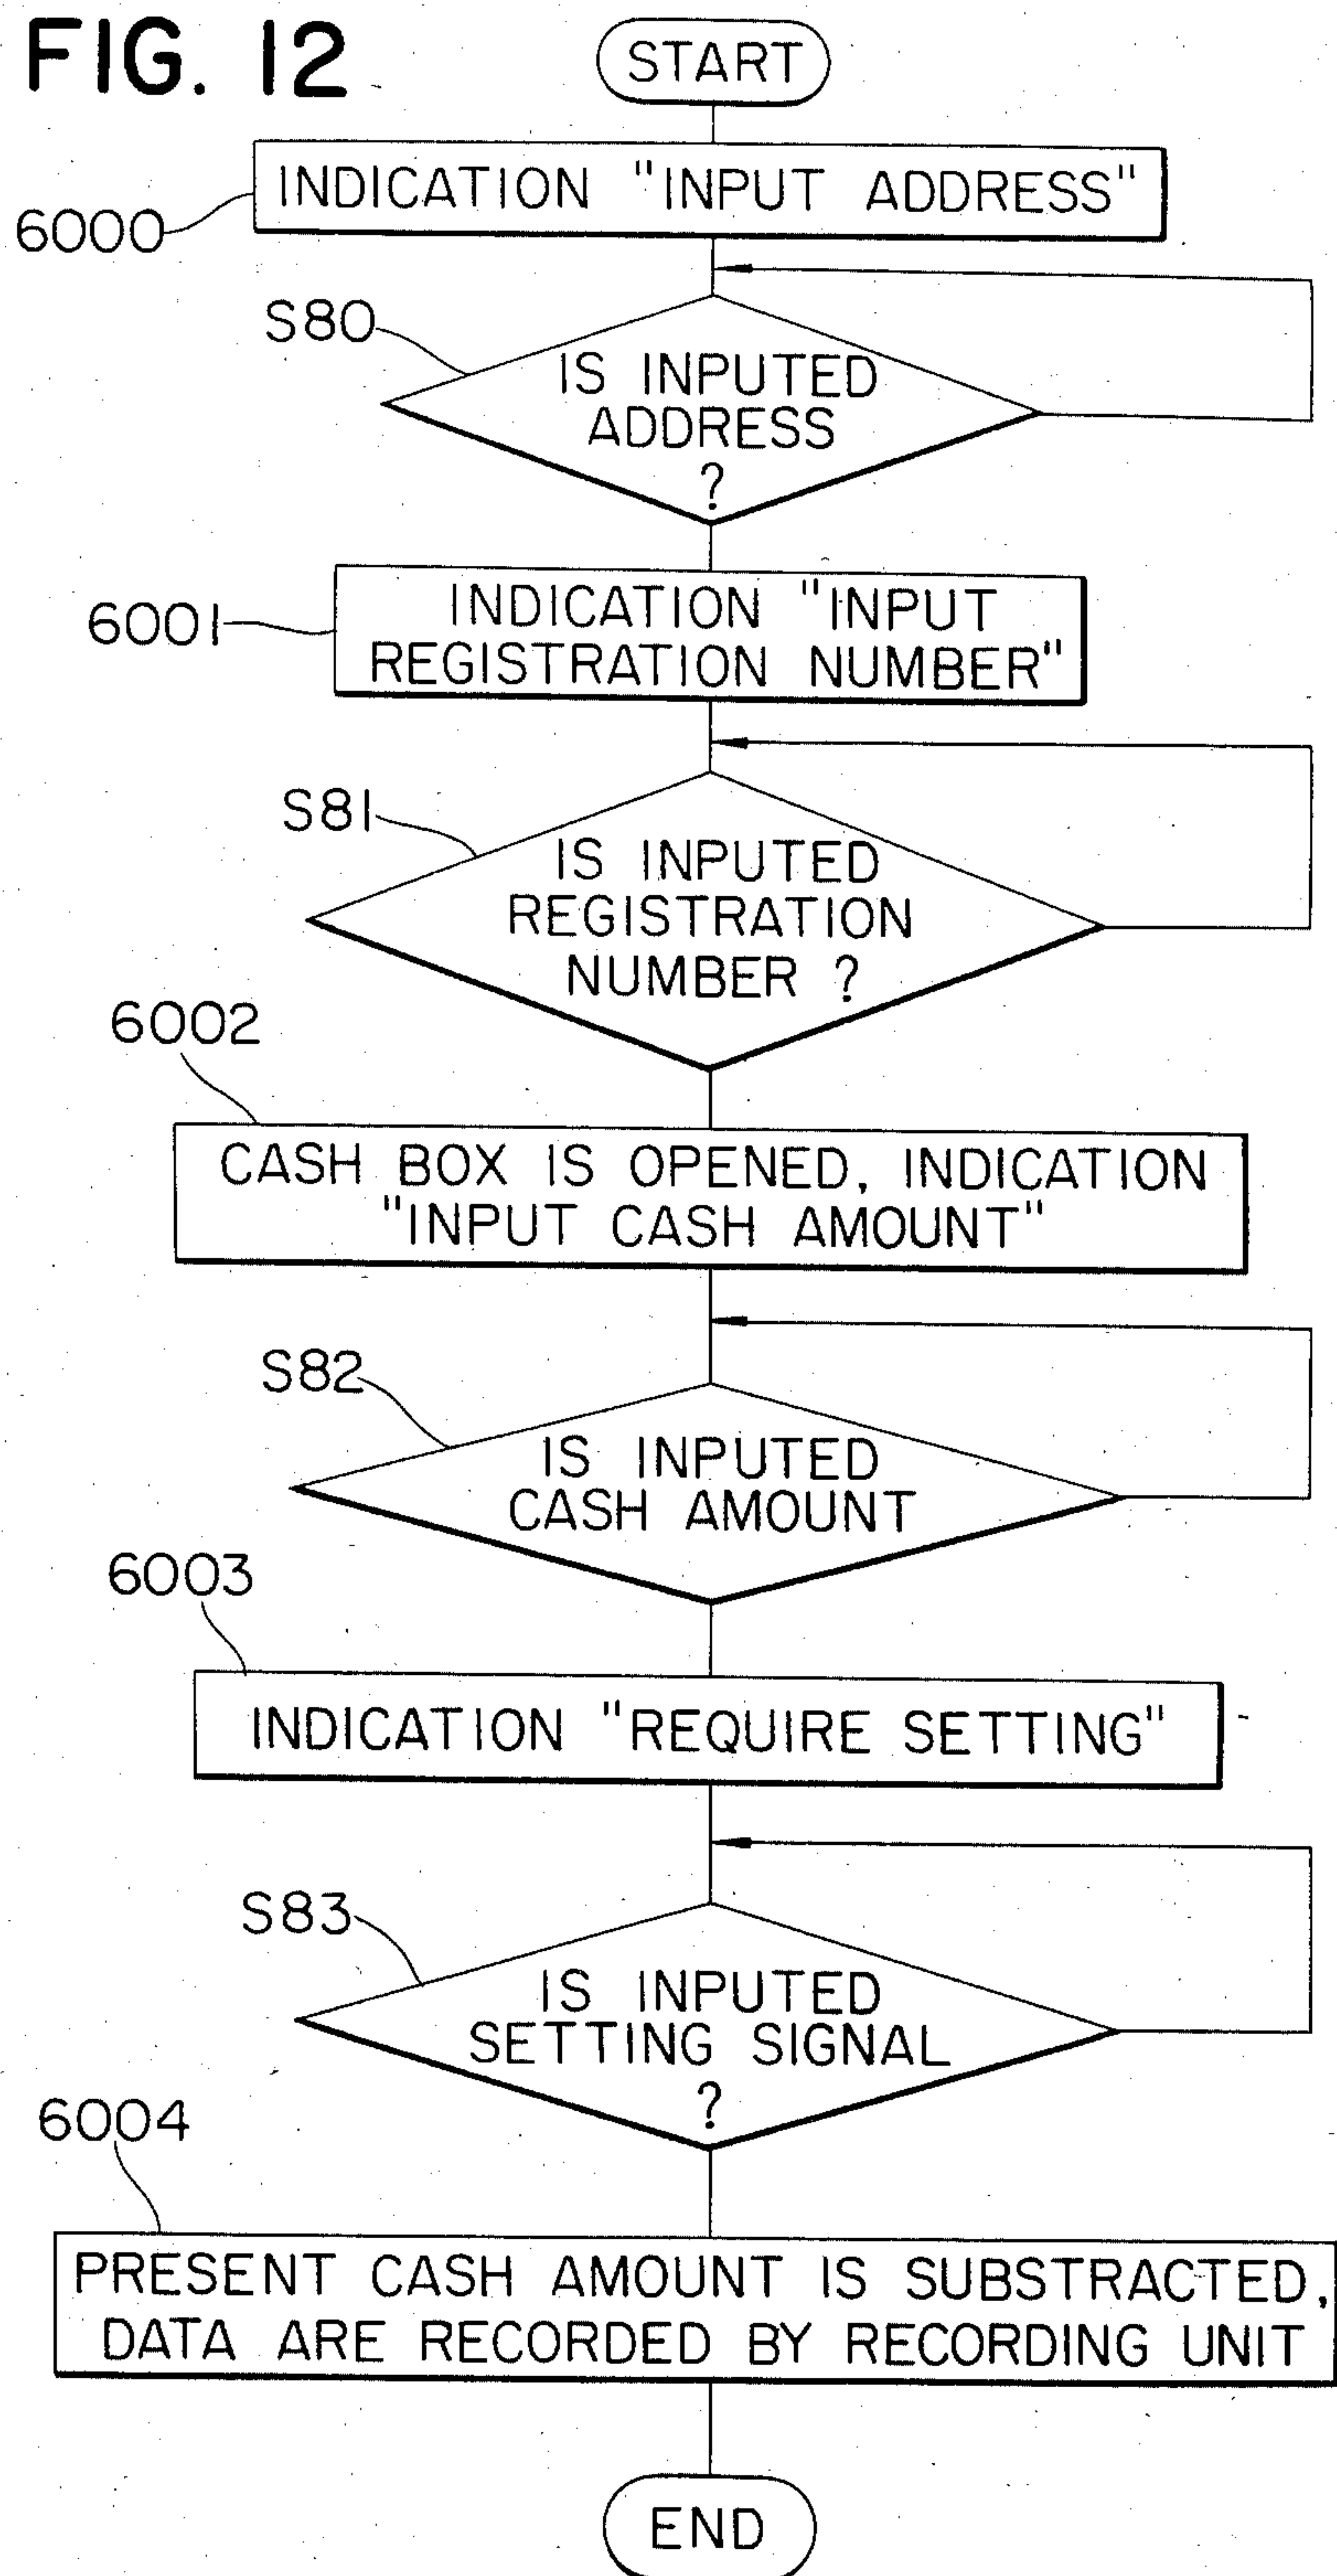 FIG. 12
START
INDICATION "INPUT ADDRESS"
6000
S80
IS INPUTED
ADDRESS
?
6001
INDICATION "INPUT
REGISTRATION NUMBER"
S81
IS INPUTED
REGISTRATION
NUMBER ?
6002
CASH BOX IS OPENED, INDICATION
"INPUT CASH AMOUNT"
S82
IS INPUTED
CASH AMOUNT
6003
INDICATION "REQUIRE SETTING"
S83
IS INPUTED
SETTING SIGNAL
?
6004
PRESENT CASH AMOUNT IS SUBSTRACTED,
DATA ARE RECORDED BY RECORDING UNIT
END